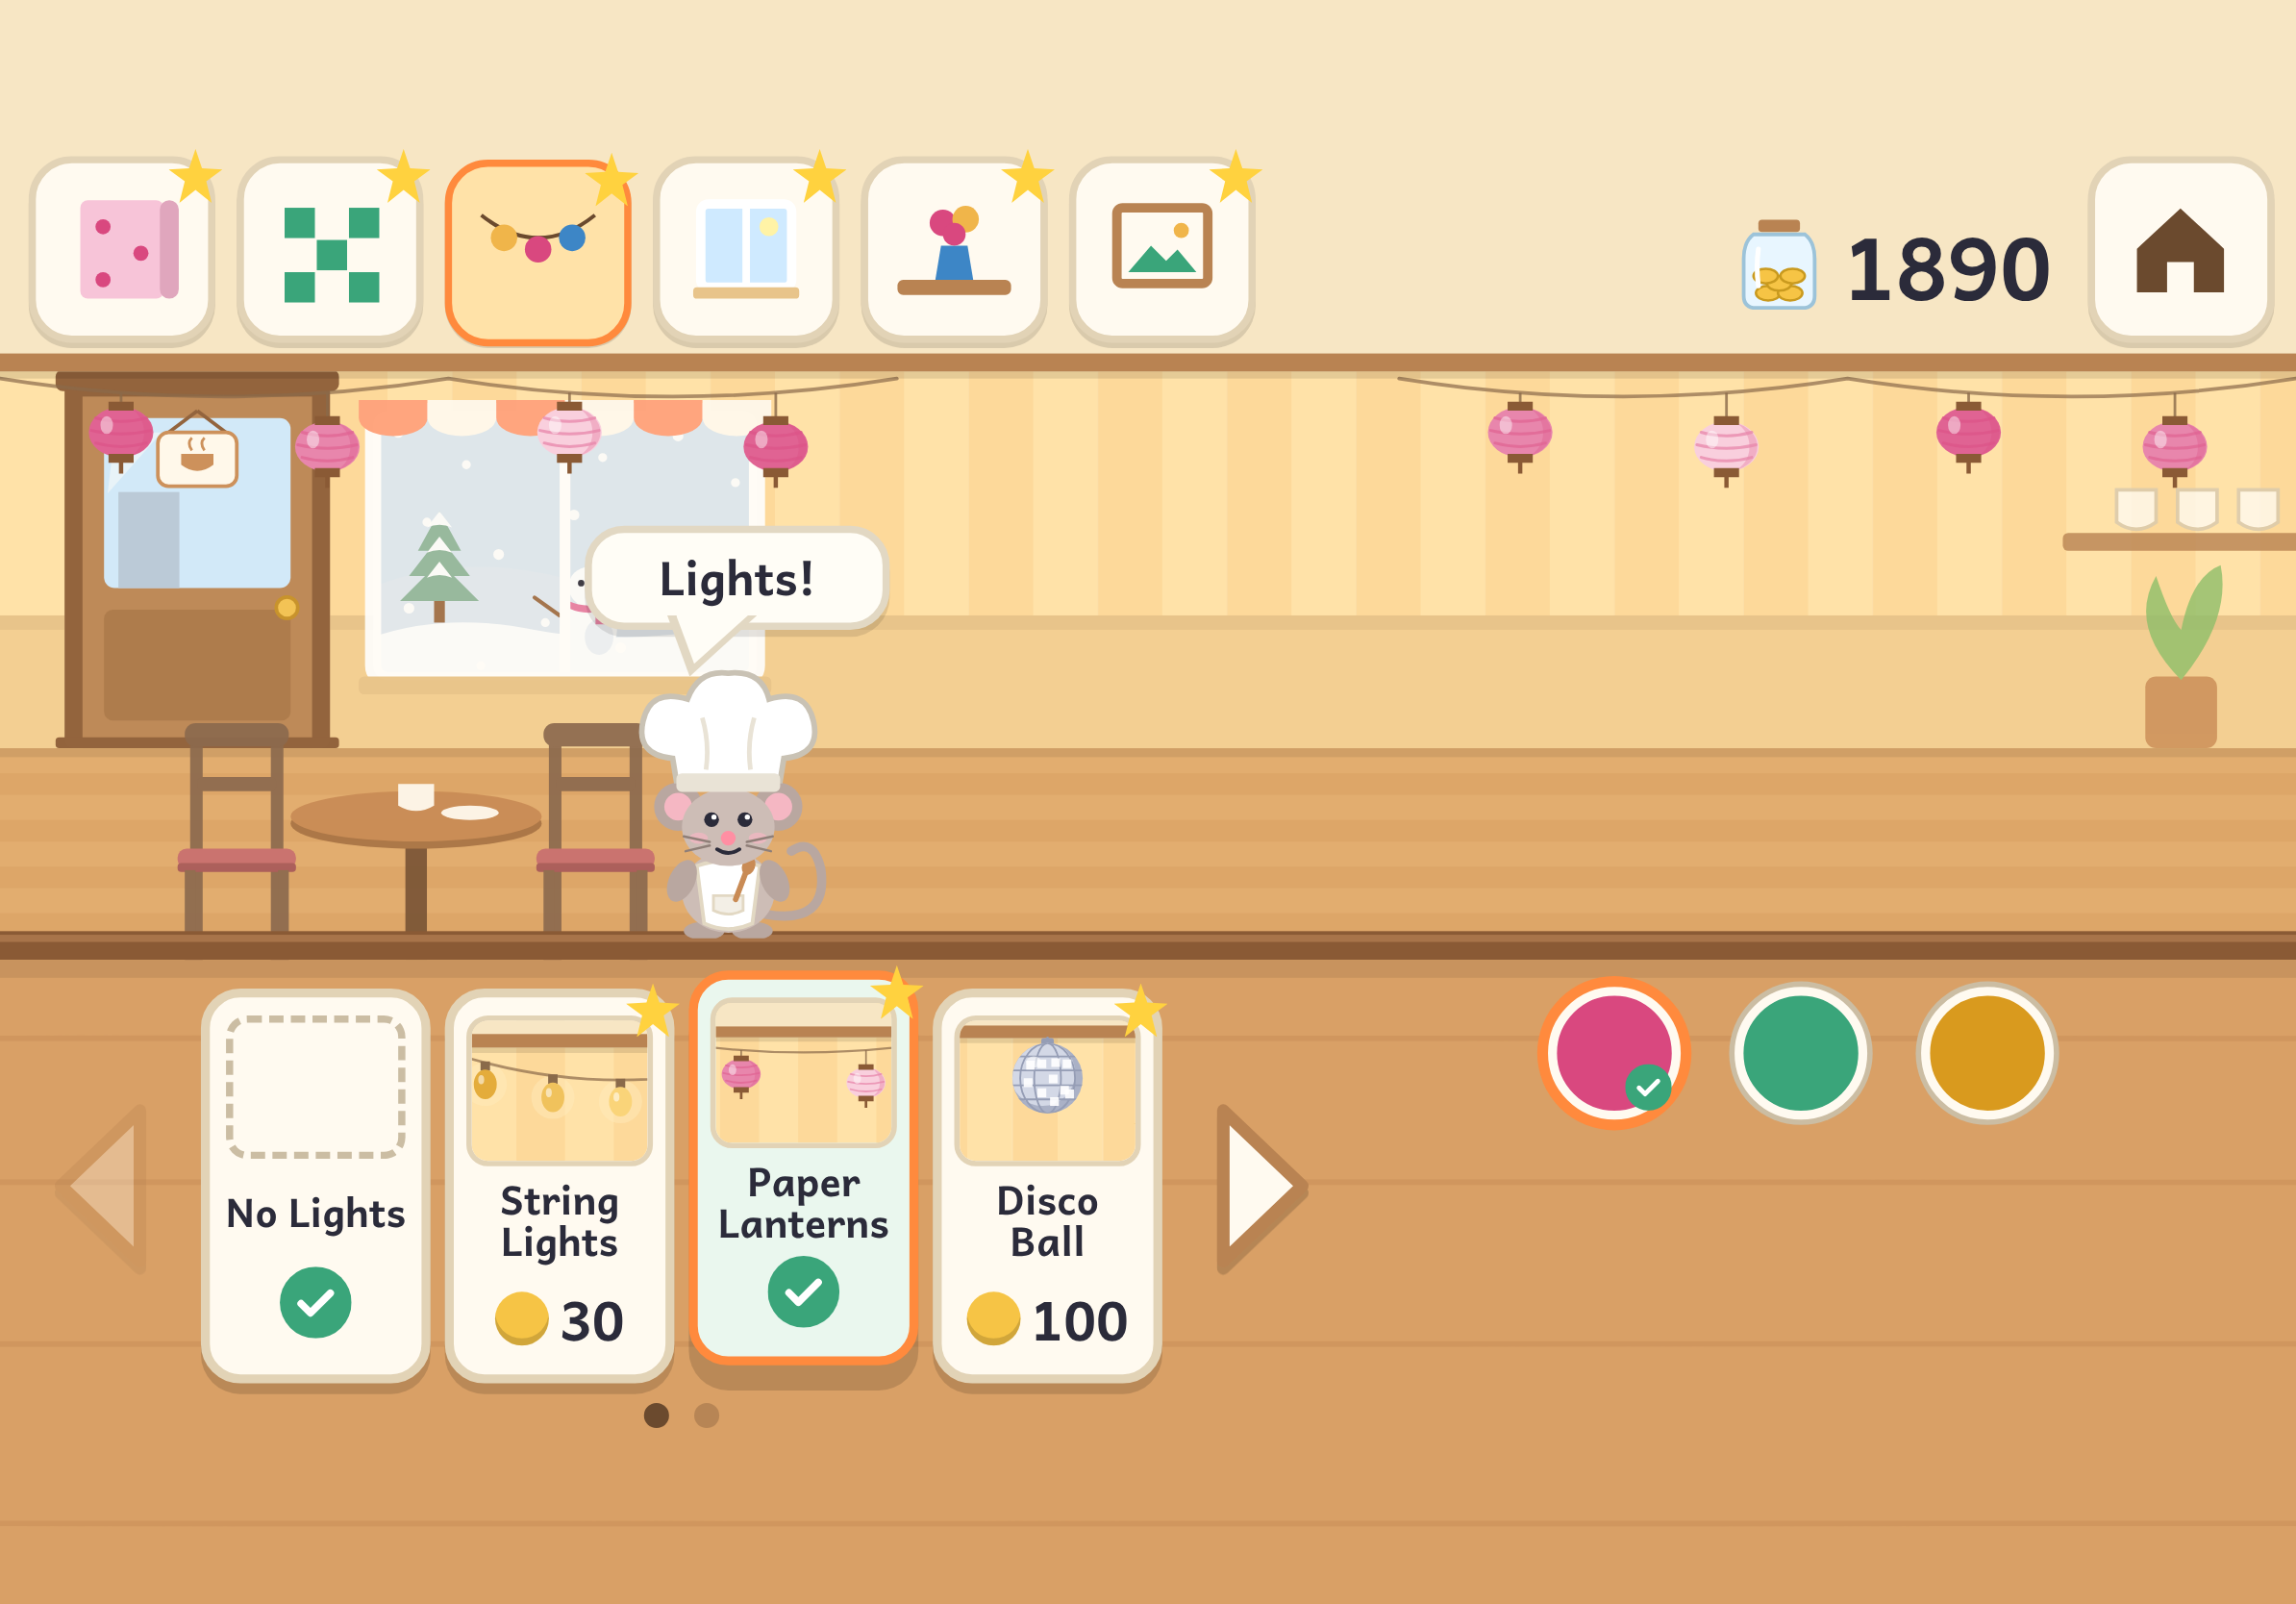 1890
Lights!
No Lights
String
Lights
30
Paper
Lanterns
Disco
Ball
100